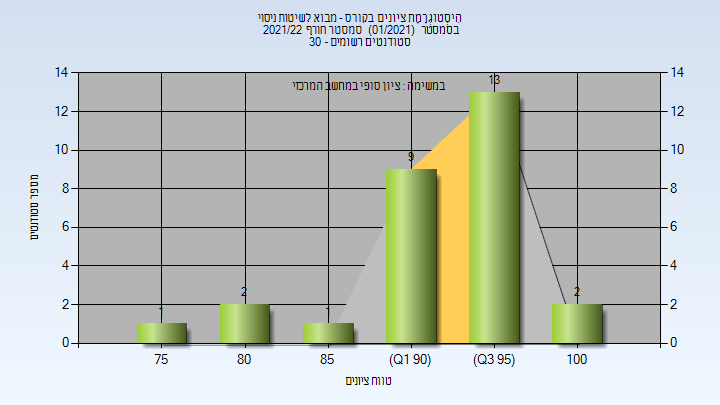 הִיסטוגְרַמַת ציונים בקורס - מבוא לשיטות ניסוי
בסמסטר (01/2021) סמסטר חורף 2021/22
סטודנטים רשומים - 30
במשימה : ציון סופי במחשב המרכזי
14 14
12 12
10 10
8 8
6 6
4 4
2 2
0 0
1 2 1 9 13 2
מספר סטודנטים
75 80 85 (Q1 90) (Q3 95) 100
טווח ציונים